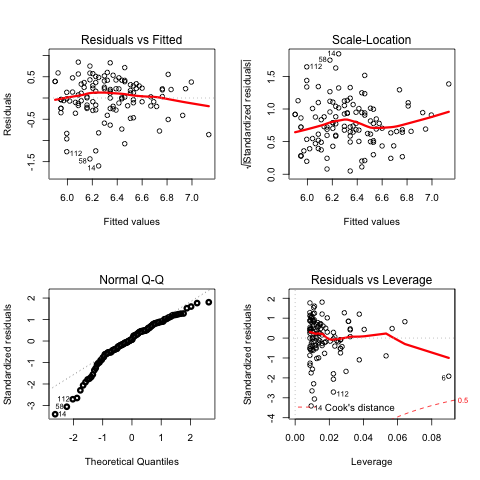 Residuals vs Fitted
Residuals
0.5
-0.5
-1.5
112
58
14
6.0 6.2 6.4 6.6 6.8 7.0
Fitted values
Scale-Location
√|Standardized residuals|
1.5
1.0
0.5
0.0
14
58
112
6.0 6.2 6.4 6.6 6.8 7.0
Fitted values
Normal Q-Q
Standardized residuals
2
1
0
-1
-2
-3
112
58
14
-2 -1 0 1 2
Theoretical Quantiles
Residuals vs Leverage
Standardized residuals
2
1
0
-1
-2
-3
-4
6
112
14
Cook's distance
0.5
0.00 0.02 0.04 0.06 0.08
Leverage